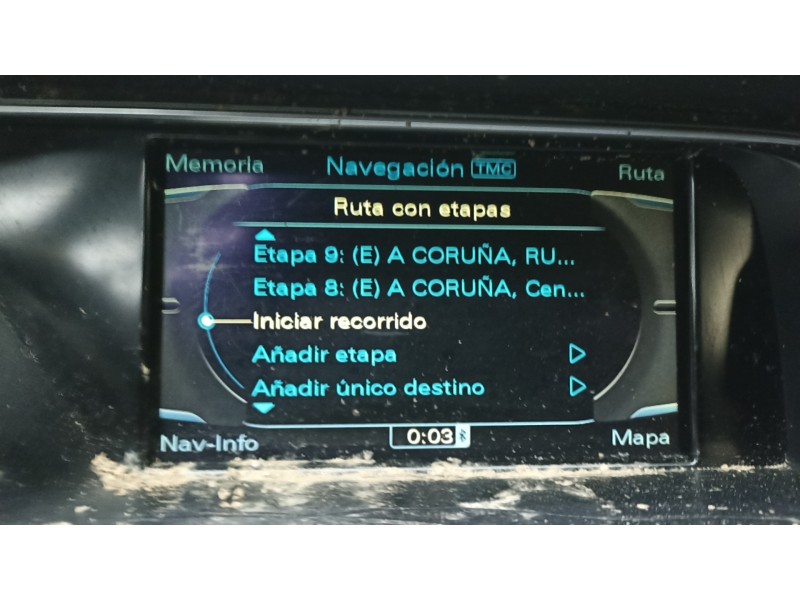 Memoria
Navegación TMC
Ruta
Ruta con etapas
Etapa 9: (E) A CORUÑA, RU...
Etapa 8: (E) A CORUÑA, Cen...
Iniciar recorrido
Añadir etapa
Añadir único destino
Nav-Info
0:03
Mapa